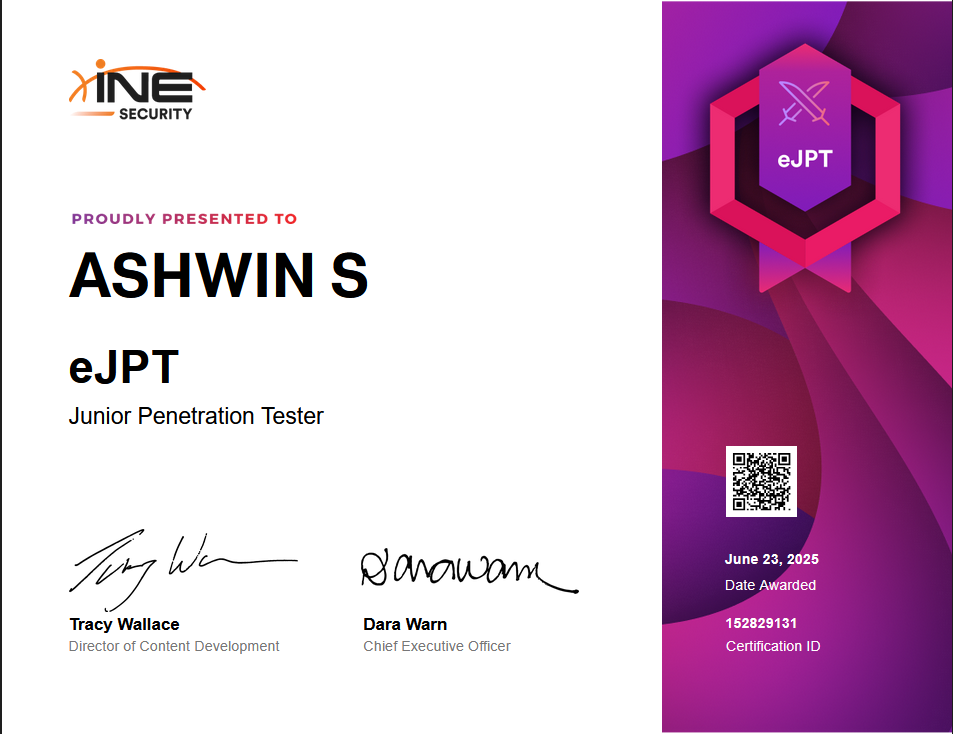 INE
SECURITY
eJPT
PROUDLY PRESENTED TO
ASHWIN S
eJPT
Junior Penetration Tester
Tracy Wallace
Director of Content Development
Dara Warn
Chief Executive Officer
June 23, 2025
Date Awarded
152829131
Certification ID